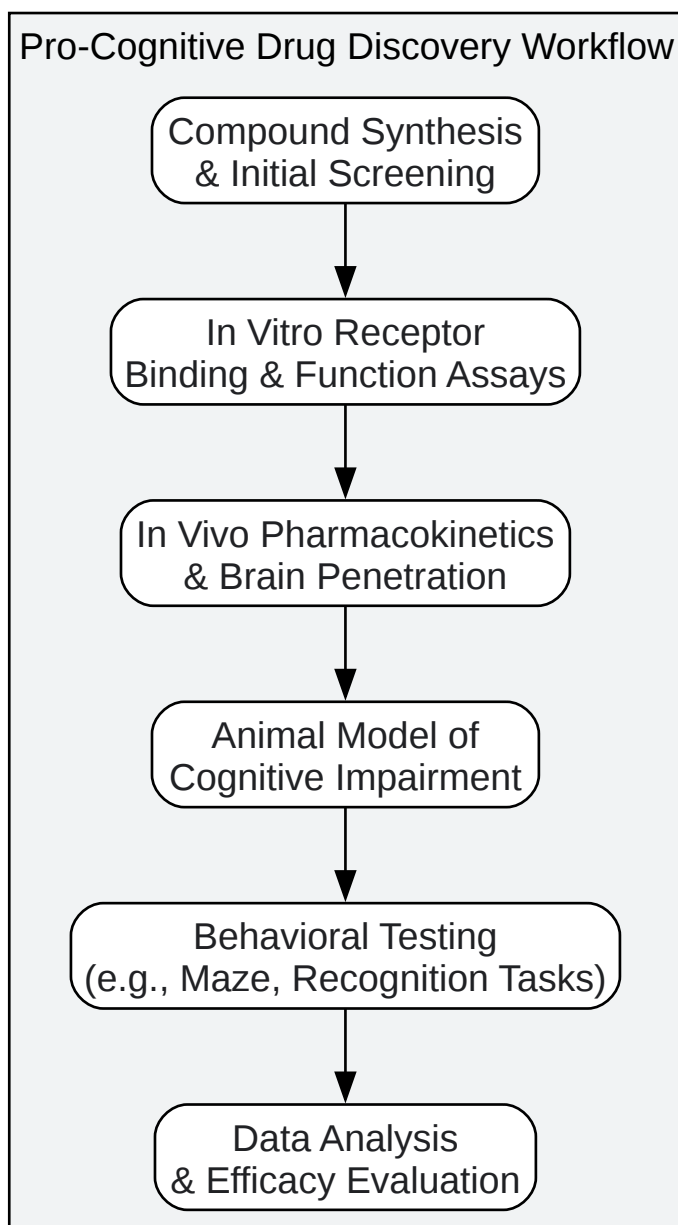 Pro-Cognitive Drug Discovery Workflow
Compound Synthesis
& Initial Screening
In Vitro Receptor
Binding & Function Assays
In Vivo Pharmacokinetics
& Brain Penetration
Animal Model of
Cognitive Impairment
Behavioral Testing
(e.g., Maze, Recognition Tasks)
Data Analysis
& Efficacy Evaluation